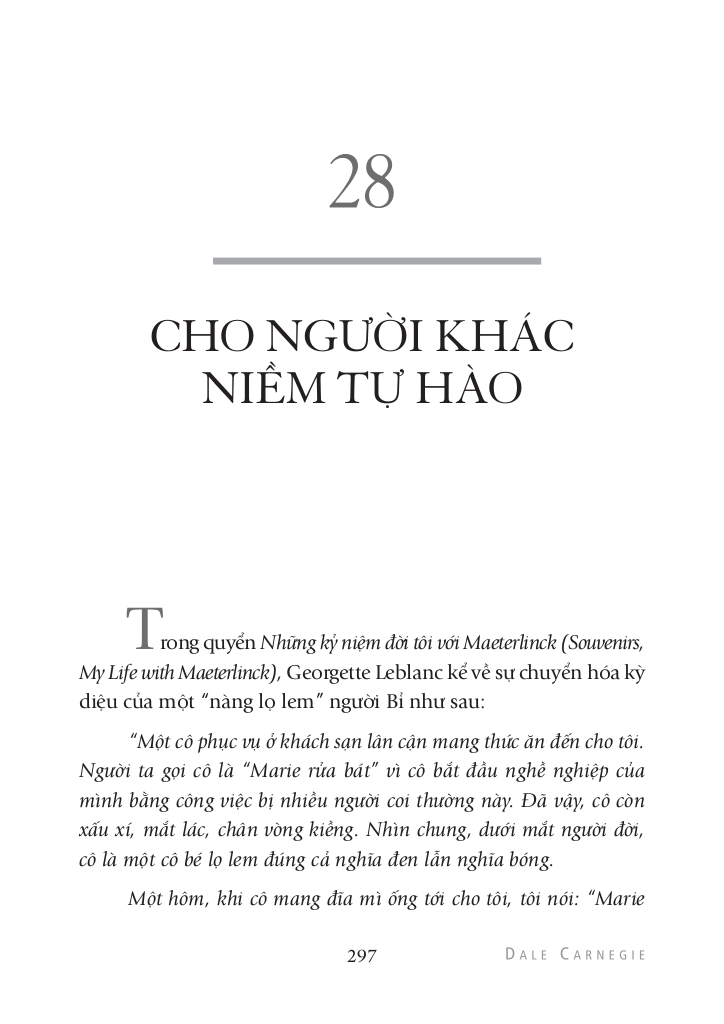 28
CHO NGƯỜI KHÁC
NIỀM TỰ HÀO
Trong quyển Những kỷ niệm đời tôi với Maeterlinck (Souvenirs,
My Life with Maeterlinck), Georgette Leblanc kể về sự chuyển hóa kỳ
diệu của một “nàng lọ lem” người Bỉ như sau:
“Một cô phục vụ ở khách sạn lân cận mang thức ăn đến cho tôi.
Người ta gọi cô là “Marie rửa bát” vì cô bắt đầu nghề nghiệp của
mình bằng công việc bị nhiều người coi thường này. Đã vậy, cô còn
xấu xí, mắt lác, chân vòng kiềng. Nhìn chung, dưới mắt người đời,
cô là một cô bé lọ lem đúng cả nghĩa đen lẫn nghĩa bóng.
Một hôm, khi cô mang đĩa mì ống tới cho tôi, tôi nói: “Marie
297 DALE CARNEGIE